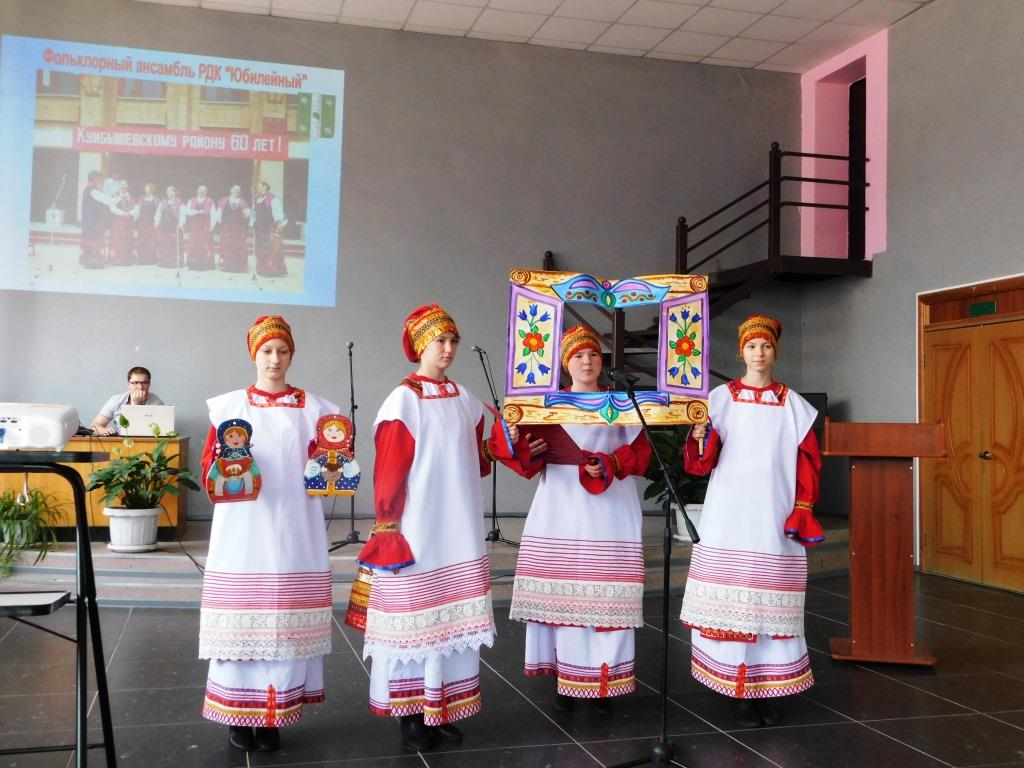 Фольклорный ансамбль РДК "Юбилейный"
КУЙБЫШЕВСКОМУ РАЙОНУ 60 ЛЕТ!